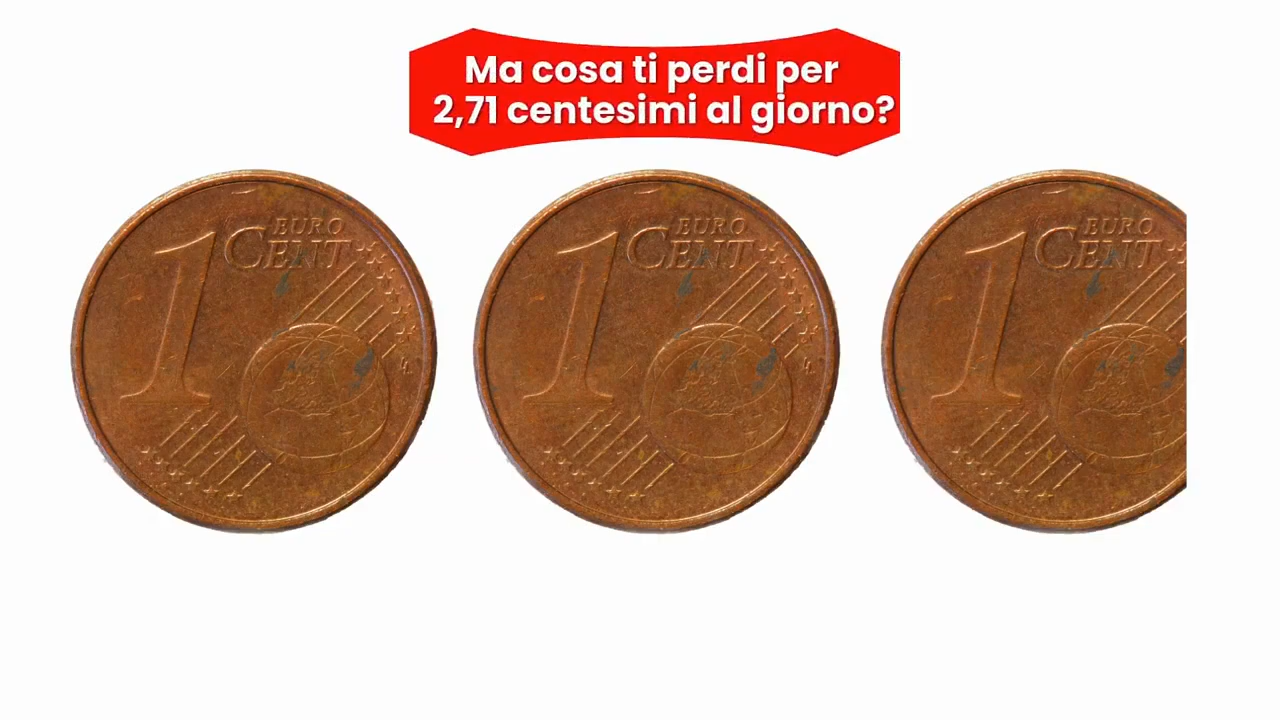 Ma cosa ti perdi per
2,71 centesimi al giorno?
1 EURO
CENT
1 EURO
CENT
1 EURO
CENT